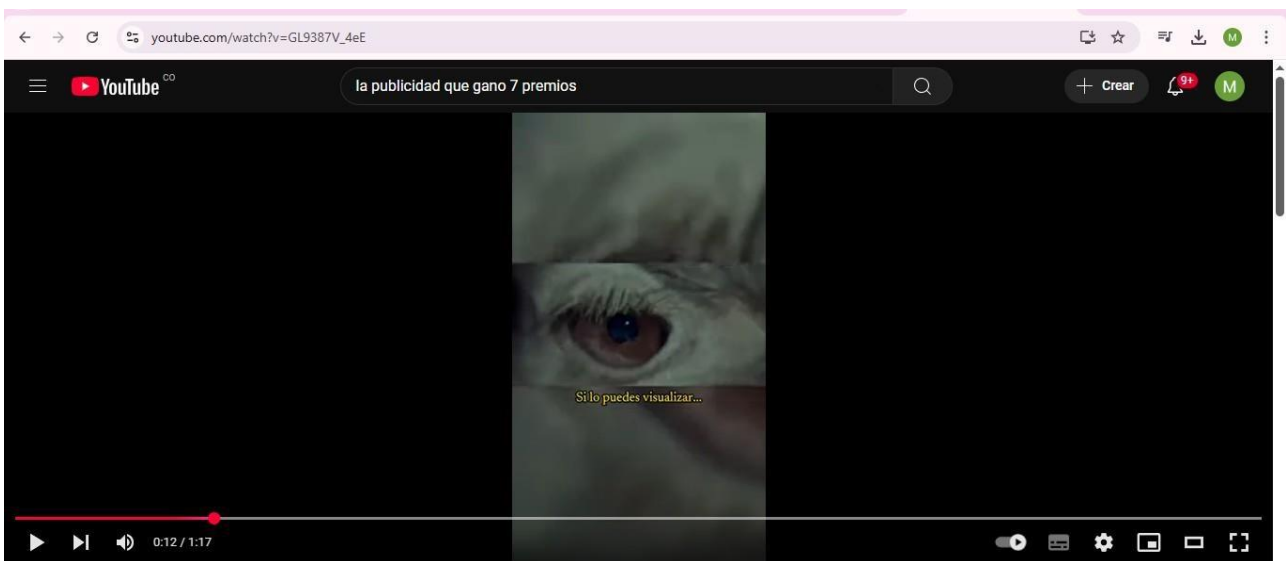 youtube.com/watch?v=GL9387V_4eE
M
YouTube CO
la publicidad que gano 7 premios
+ Crear
9+
M
Si lo puedes visualizar...
0:12 / 1:17